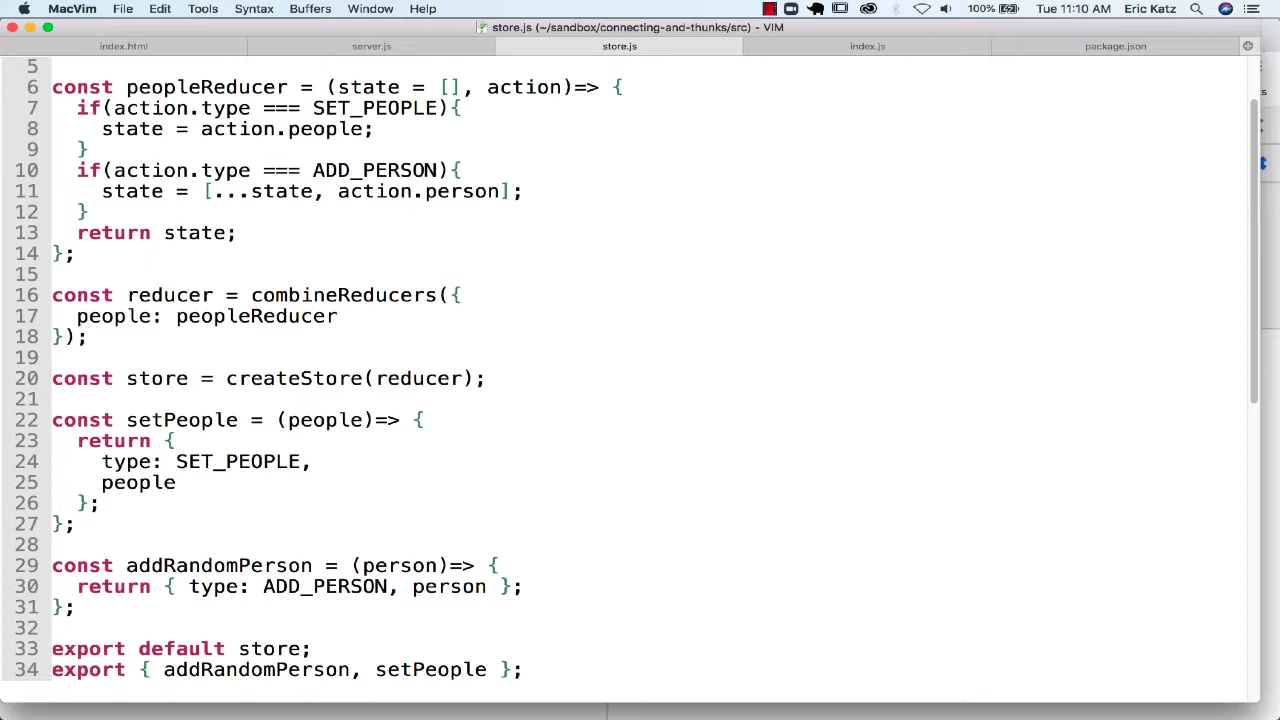 MacVim File Edit Tools Syntax Buffers Window Help 100% Tue 11:10 AM Eric Katz
store.js (~/sandbox/connecting-and-thunks/src) - VIM
index.html server.js store.js index.js package.json
5
6 const peopleReducer = (state = [], action)=> {
7   if(action.type === SET_PEOPLE){
8     state = action.people;
9   }
10   if(action.type === ADD_PERSON){
11     state = [...state, action.person];
12   }
13   return state;
14 };
15
16 const reducer = combineReducers({
17   people: peopleReducer
18 });
19
20 const store = createStore(reducer);
21
22 const setPeople = (people)=> {
23   return {
24     type: SET_PEOPLE,
25     people
26   };
27 };
28
29 const addRandomPerson = (person)=> {
30   return { type: ADD_PERSON, person };
31 };
32
33 export default store;
34 export { addRandomPerson, setPeople };